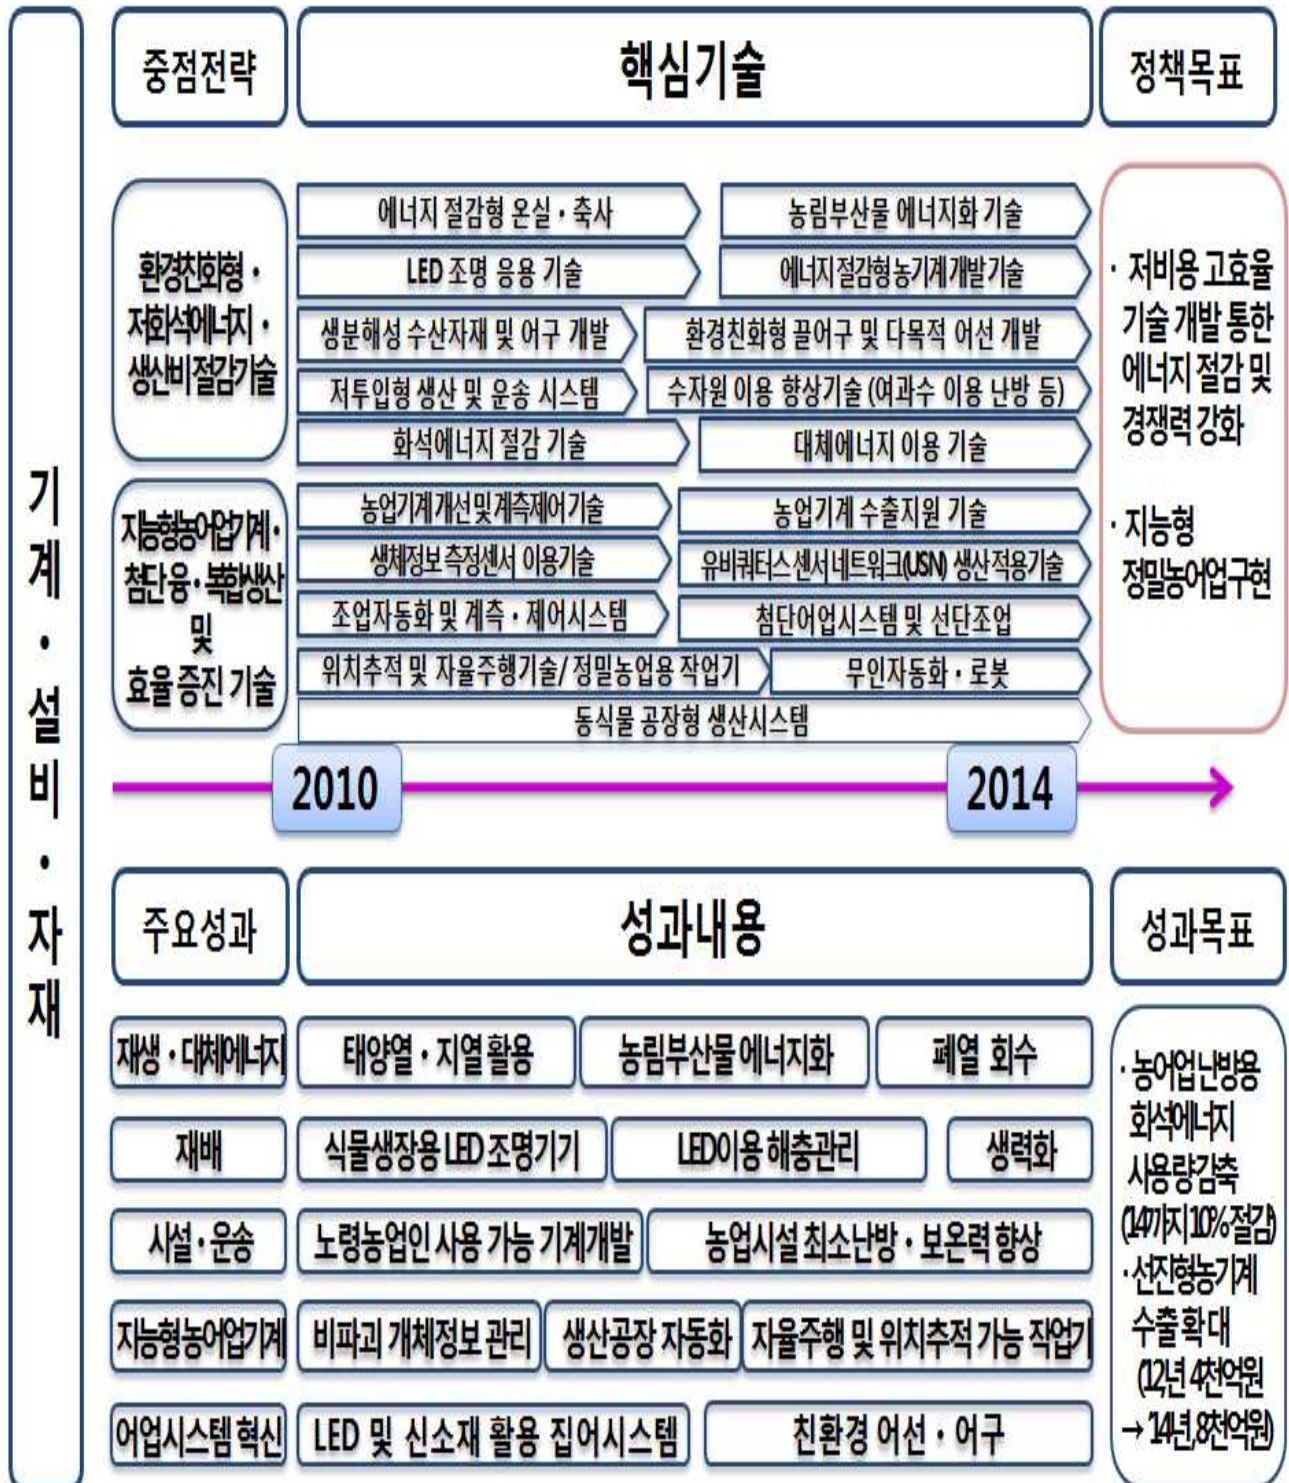 기계·설비·자재
중점전략
핵심기술
정책목표
환경친화형·
저화석에너지·
생산비 절감기술
에너지 절감형 온실·축사
농림부산물 에너지화 기술
LED 조명 응용 기술
에너지 절감형 농기계 개발 기술
생분해성 수산자재 및 어구 개발
환경친화형 끌어구 및 다목적 어선 개발
저투입형 생산 및 운송 시스템
수자원 이용 향상기술 (여과수 이용 난방 등)
화석에너지 절감 기술
대체에너지 이용 기술
지능형농어업기계·
첨단 융·복합생산
및
효율 증진 기술
농업기계 개선 및 계측제어 기술
농업기계 수출지원 기술
생체정보 측정센서 이용기술
유비쿼터스 센서 네트워크(USN) 생산 적용기술
조업자동화 및 계측·제어시스템
첨단어업시스템 및 선단조업
위치추적 및 자율주행기술/ 정밀농업용 작업기
무인자동화·로봇
동식물 공장형 생산시스템
· 저비용 고효율
기술 개발 통한
에너지 절감 및
경쟁력 강화
· 지능형
정밀농어업구현
2010
2014
주요성과
성과내용
성과목표
재생·대체에너지
태양열·지열 활용
농림부산물 에너지화
폐열 회수
재배
식물생장용 LED 조명기기
LED이용 해충관리
생력화
시설·운송
노령농업인 사용 가능 기계개발
농업시설 최소난방·보온력 향상
지능형농어업기계
비파괴 개체정보 관리
생산공장 자동화
자율주행 및 위치추적 가능 작업기
어업시스템 혁신
LED 및 신소재 활용 집어시스템
친환경 어선·어구
· 농어업 난방용
화석에너지
사용량 감축
('14까지 10% 절감)
· 선진형농기계
수출 확대
('12년 4천억원
→ '14년, 8천억원)